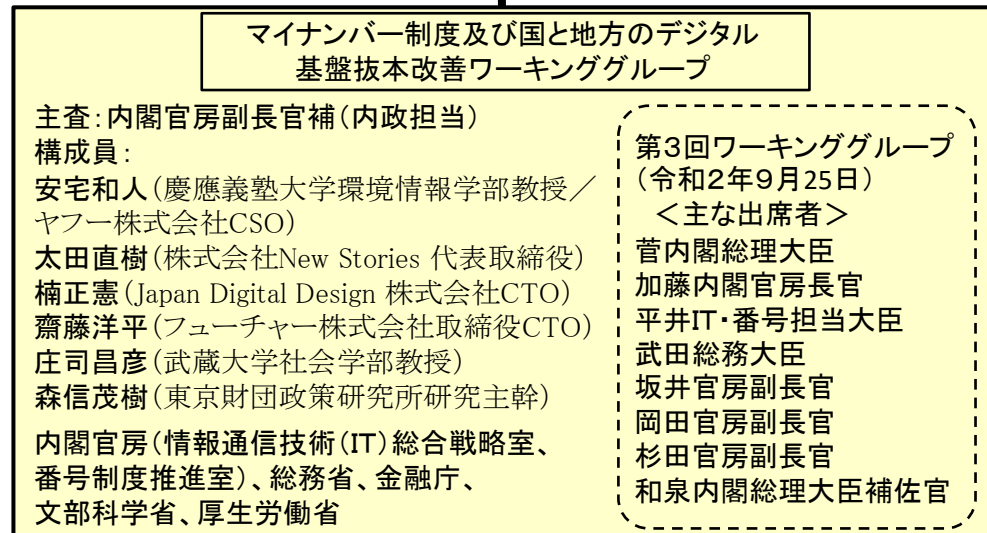 マイナンバー制度及び国と地方のデジタル
基盤抜本改善ワーキンググループ
主査：内閣官房副長官補（内政担当）
構成員：
安宅和人（慶應義塾大学環境情報学部教授／
ヤフー株式会社CSO）
太田直樹（株式会社New Stories 代表取締役）
楠正憲（Japan Digital Design 株式会社CTO）
齋藤洋平（フューチャー株式会社取締役CTO）
庄司昌彦（武蔵大学社会学部教授）
森信茂樹（東京財団政策研究所研究主幹）
内閣官房（情報通信技術（IT）総合戦略室、
番号制度推進室）、総務省、金融庁、
文部科学省、厚生労働省
第３回ワーキンググループ
（令和２年９月25日）
＜主な出席者＞
菅内閣総理大臣
加藤内閣官房長官
平井IT・番号担当大臣
武田総務大臣
坂井官房副長官
岡田官房副長官
杉田官房副長官
和泉内閣総理大臣補佐官